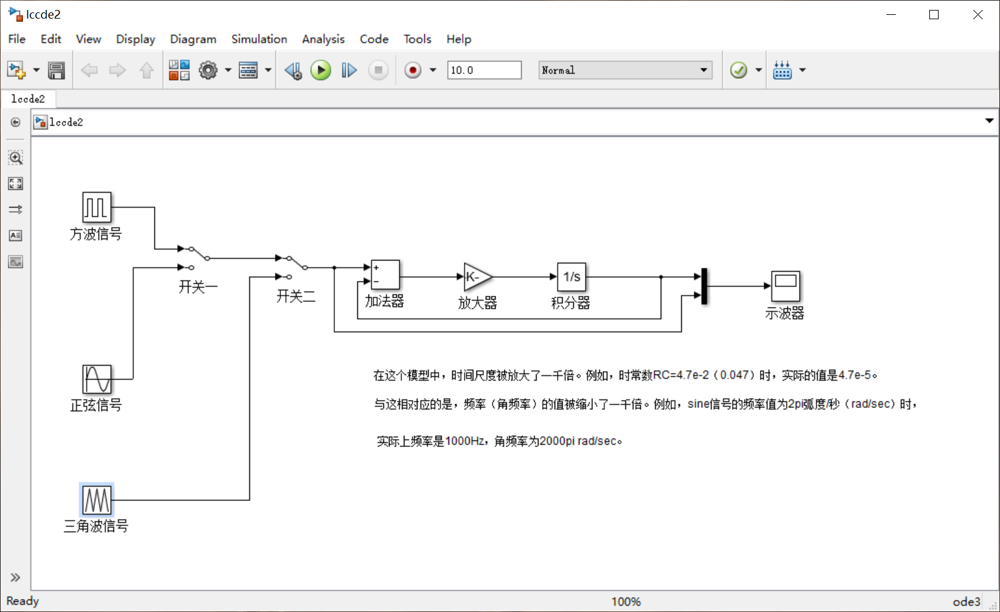 lccde2
File Edit View Display Diagram Simulation Analysis Code Tools Help
10.0
Normal
lccde2
lccde2
方波信号
开关一
开关二
+
−
加法器
K-
放大器
1/s
积分器
示波器
正弦信号
三角波信号
在这个模型中，时间尺度被放大了一千倍。例如，时常数RC=4.7e-2（0.047）时，实际的值是4.7e-5。
与这相对应的是，频率（角频率）的值被缩小了一千倍。例如，sine信号的频率值为2pi弧度/秒（rad/sec）时，
实际上频率是1000Hz，角频率为2000pi rad/sec。
Ready
100%
ode3